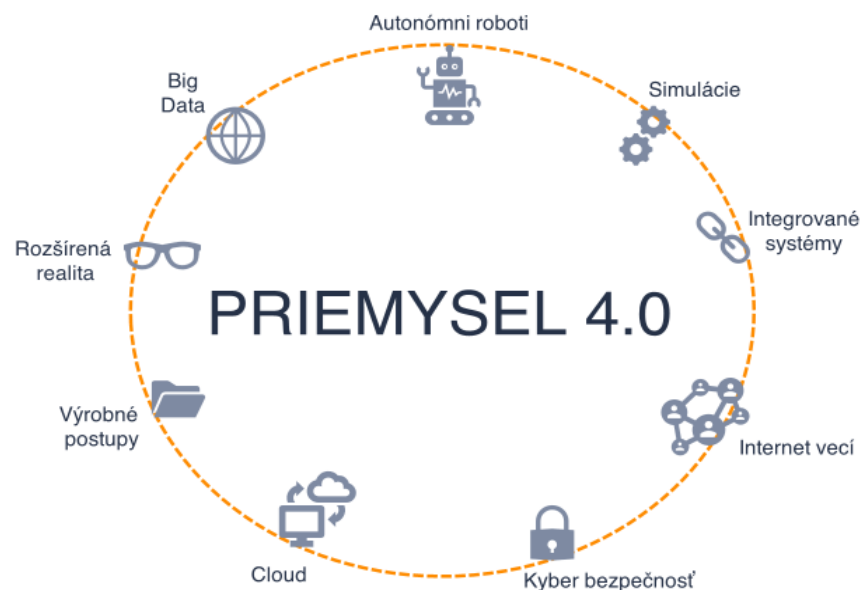 Autonómni roboti
Big
Data
Simulácie
Integrované
systémy
Rozšírená
realita
PRIEMYSEL 4.0
Výrobné
postupy
Internet vecí
Cloud
Kyber bezpečnosť